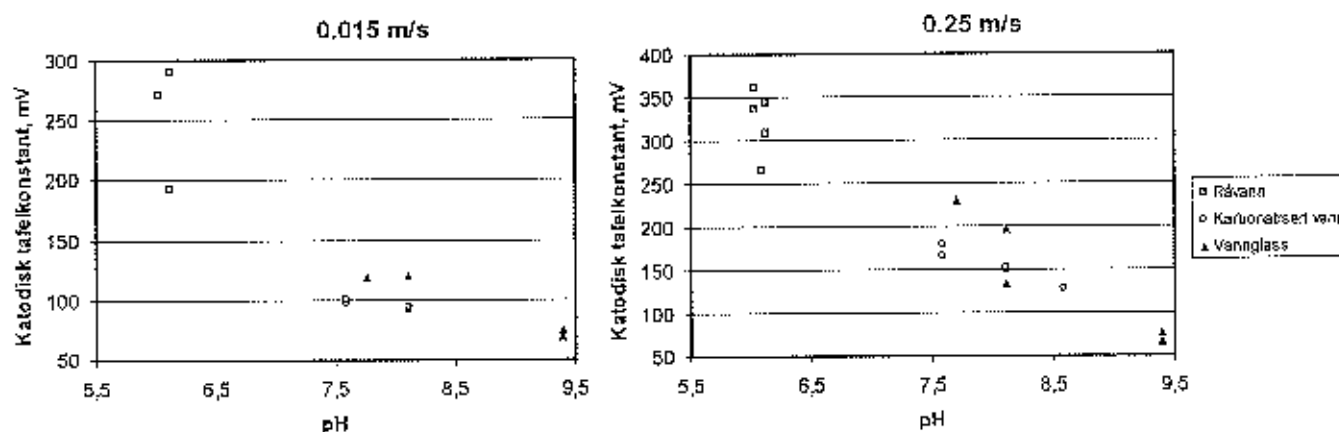 0,015 m/s
Katodisk tafelkonstant, mV
300
250
200
150
100
50
5,5
6,5
7,5
8,5
9,5
pH
0.25 m/s
Katodisk tafelkonstant, mV
400
350
300
250
200
150
100
50
5,5
6,5
7,5
8,5
9,5
pH
Råvann
Karbonatisert vann
Vannglass